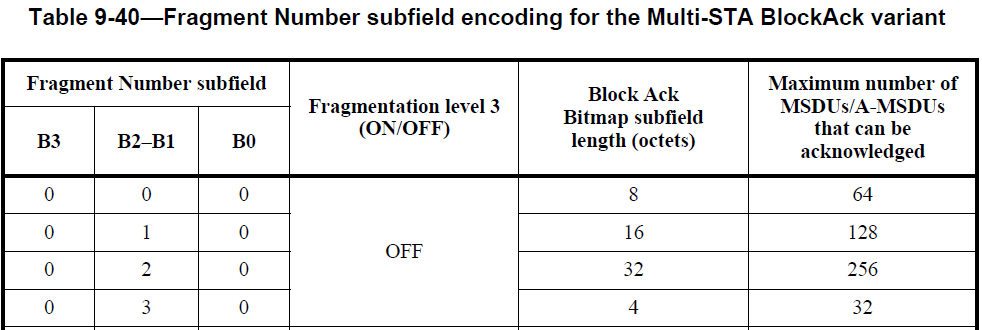 Table 9-40—Fragment Number subfield encoding for the Multi-STA BlockAck variant
Fragment Number subfield
Fragmentation level 3
(ON/OFF)
Block Ack
Bitmap subfield
length (octets)
Maximum number of
MSDUs/A-MSDUs
that can be
acknowledged
B3 B2–B1 B0
0 0 0 OFF 8 64
0 1 0 16 128
0 2 0 32 256
0 3 0 4 32